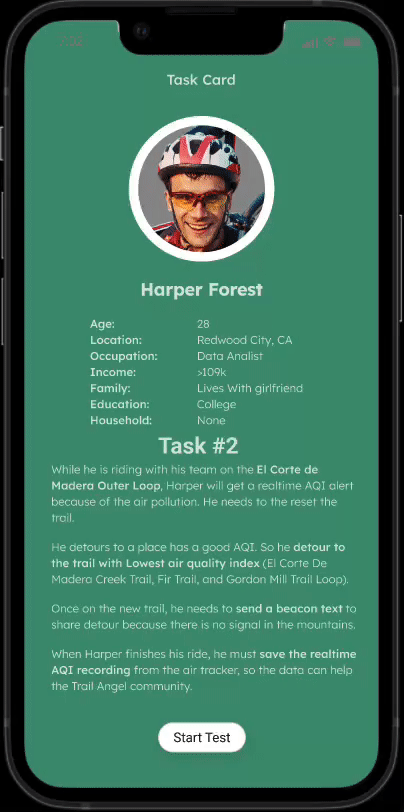 7:32
Task Card
Harper Forest
Age: 28
Location: Redwood City, CA
Occupation: Data Analist
Income: >109k
Family: Lives With girlfriend
Education: College
Household: None
Task #2
While he is riding with his team on the El Corte de
Madera Outer Loop, Harper will get a realtime AQI alert
because of the air pollution. He needs to the reset the
trail.
He detours to a place has a good AQI. So he detour to
the trail with Lowest air quality index (El Corte De
Madera Creek Trail, Fir Trail, and Gordon Mill Trail Loop).
Once on the new trail, he needs to send a beacon text to
share detour because there is no signal in the mountains.
When Harper finishes his ride, he must save the realtime
AQI recording from the air tracker, so the data can help
the Trail Angel community.
Start Test